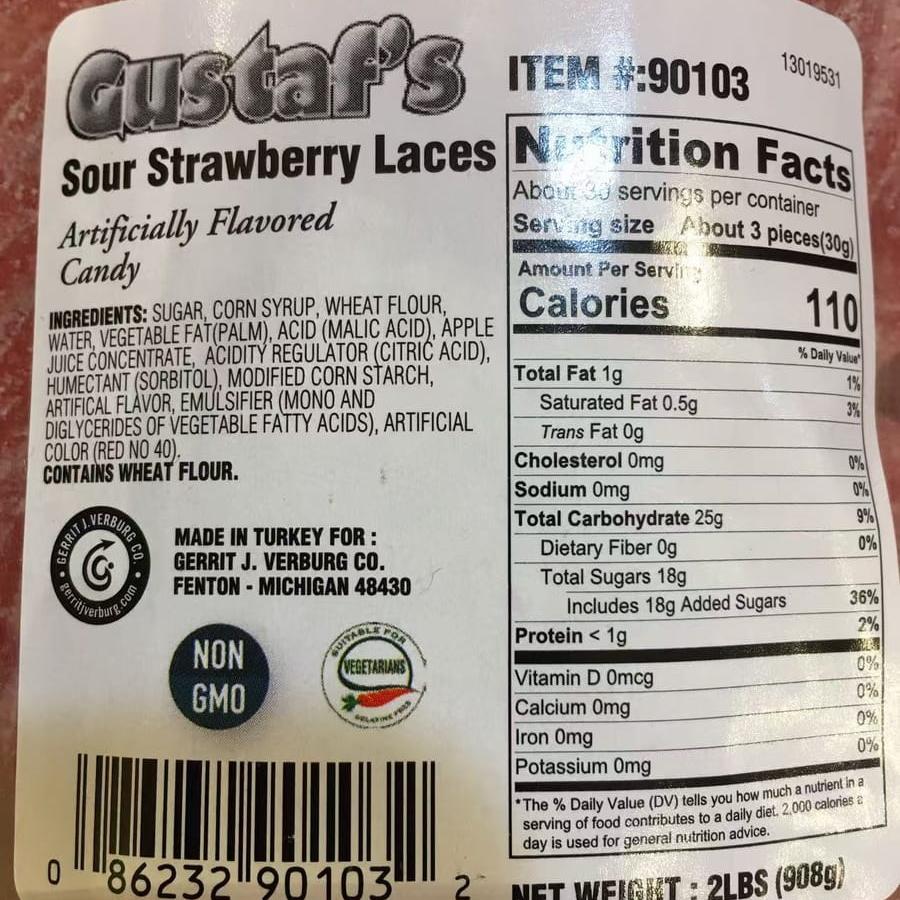 Gustaf's
Sour Strawberry Laces
Artificially Flavored
Candy
INGREDIENTS: SUGAR, CORN SYRUP, WHEAT FLOUR,
WATER, VEGETABLE FAT(PALM), ACID (MALIC ACID), APPLE
JUICE CONCENTRATE, ACIDITY REGULATOR (CITRIC ACID),
HUMECTANT (SORBITOL), MODIFIED CORN STARCH,
ARTIFICAL FLAVOR, EMULSIFIER (MONO AND
DIGLYCERIDES OF VEGETABLE FATTY ACIDS), ARTIFICIAL
COLOR (RED NO 40).
CONTAINS WHEAT FLOUR.
GERRIT J. VERBURG CO.
gerritjverburg.com
MADE IN TURKEY FOR :
GERRIT J. VERBURG CO.
FENTON - MICHIGAN 48430
NON
GMO
SUITABLE FOR
VEGETARIANS
GELATINE FREE
0 86232 90103 2
ITEM #:90103
13019531
Nutrition Facts
About servings per container
Serving size About 3 pieces(30g)
Amount Per Serving
Calories 110
% Daily Value*
Total Fat 1g 1%
Saturated Fat 0.5g 3%
Trans Fat 0g
Cholesterol 0mg 0%
Sodium 0mg 0%
Total Carbohydrate 25g 9%
Dietary Fiber 0g 0%
Total Sugars 18g
Includes 18g Added Sugars 36%
Protein < 1g 2%
Vitamin D 0mcg 0%
Calcium 0mg 0%
Iron 0mg 0%
Potassium 0mg 0%
*The % Daily Value (DV) tells you how much a nutrient in a
serving of food contributes to a daily diet. 2,000 calories a
day is used for general nutrition advice.
NET WEIGHT : 2LBS (908g)